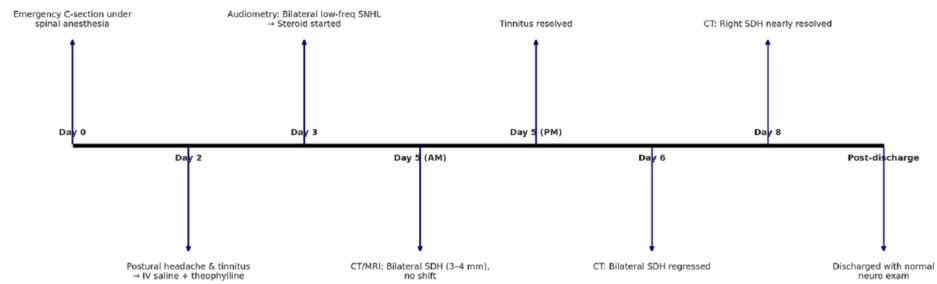 Emergency C-section under
spinal anesthesia
Audiometry: Bilateral low-freq SNHL
→ Steroid started
Tinnitus resolved
CT: Right SDH nearly resolved
Day 0
Day 3
Day 5 (PM)
Day 8
Day 2
Day 5 (AM)
Day 6
Post-discharge
Postural headache & tinnitus
→ IV saline + theophylline
CT/MRI: Bilateral SDH (3–4 mm),
no shift
CT: Bilateral SDH regressed
Discharged with normal
neuro exam